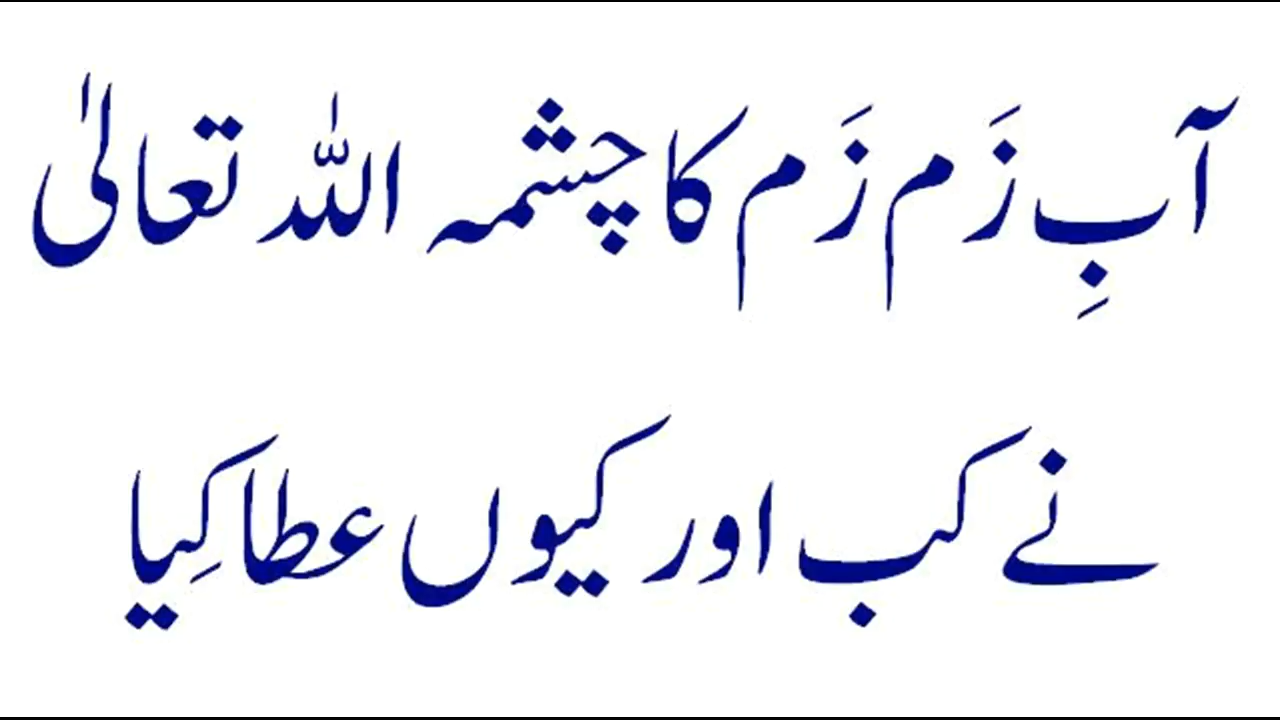 آبِ زَم زَم کا چشمہ اللہ تعالیٰ
نے کب اور کیوں عطا کِیا